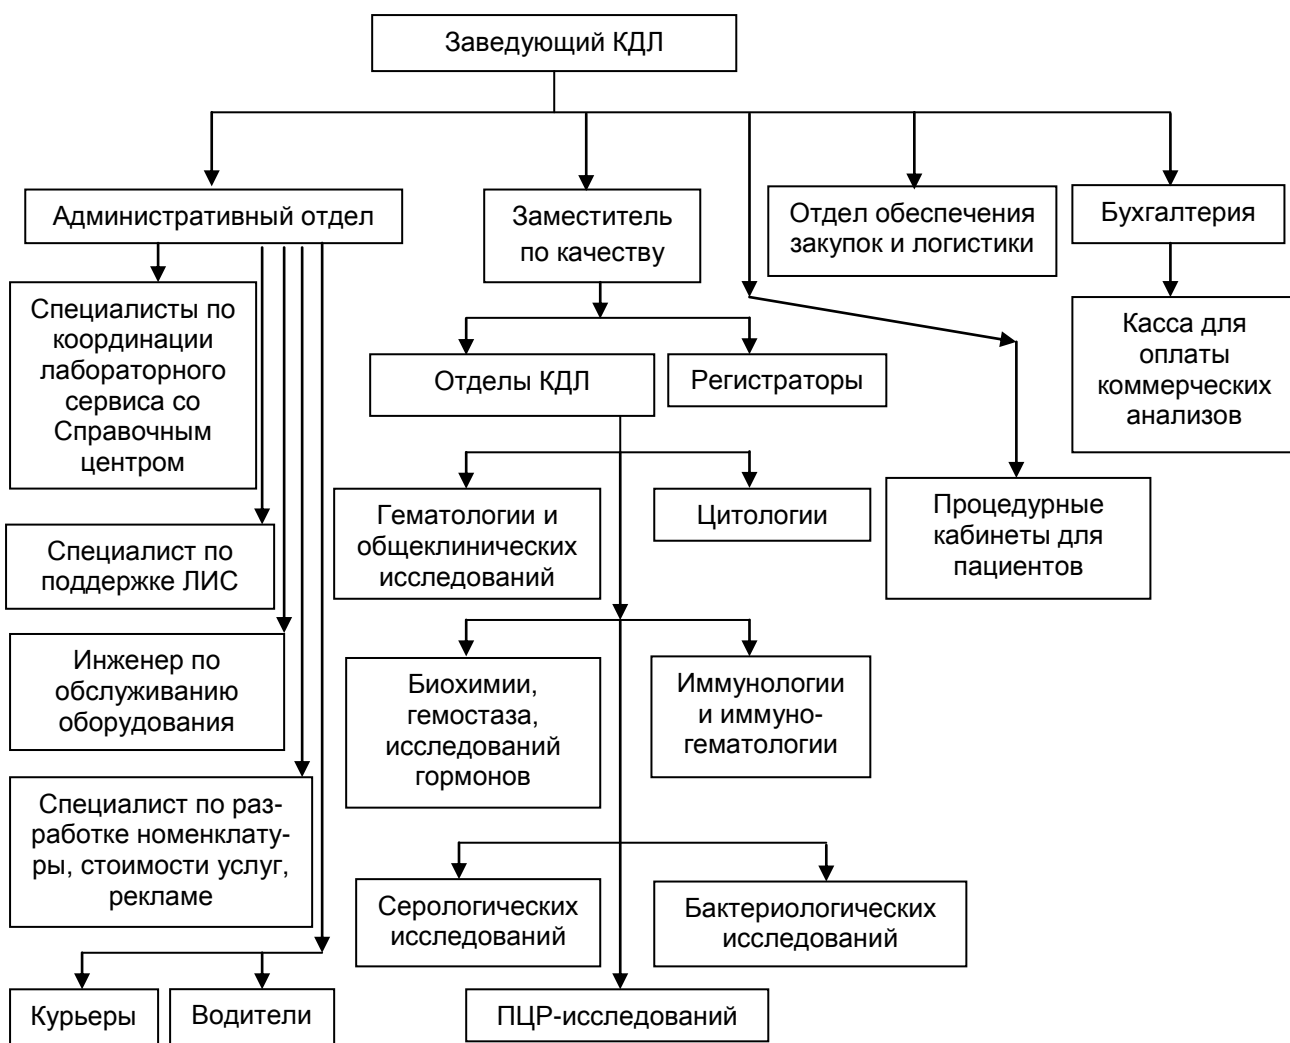 Заведующий КДЛ
Административный отдел
Заместитель
по качеству
Отдел обеспечения
закупок и логистики
Бухгалтерия
Специалисты по
координации
лабораторного
сервиса со
Справочным
центром
Отделы КДЛ
Регистраторы
Касса для
оплаты
коммерческих
анализов
Гематологии и
общеклинических
исследований
Цитологии
Процедурные
кабинеты для
пациентов
Специалист по
поддержке ЛИС
Инженер по
обслуживанию
оборудования
Биохимии,
гемостаза,
исследований
гормонов
Иммунологии
и иммуно-
гематологии
Специалист по раз-
работке номенклату-
ры, стоимости услуг,
рекламе
Серологических
исследований
Бактериологических
исследований
Курьеры
Водители
ПЦР-исследований